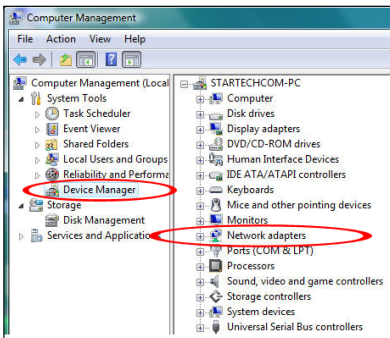 Computer Management
File Action View Help
Computer Management (Local
System Tools
Task Scheduler
Event Viewer
Shared Folders
Local Users and Groups
Reliability and Performa
Device Manager
Storage
Disk Management
Services and Application
STARTECHCOM-PC
Computer
Disk drives
Display adapters
DVD/CD-ROM drives
Human Interface Devices
IDE ATA/ATAPI controllers
Keyboards
Mice and other pointing devices
Monitors
Network adapters
Ports (COM & LPT)
Processors
Sound, video and game controllers
Storage controllers
System devices
Universal Serial Bus controllers